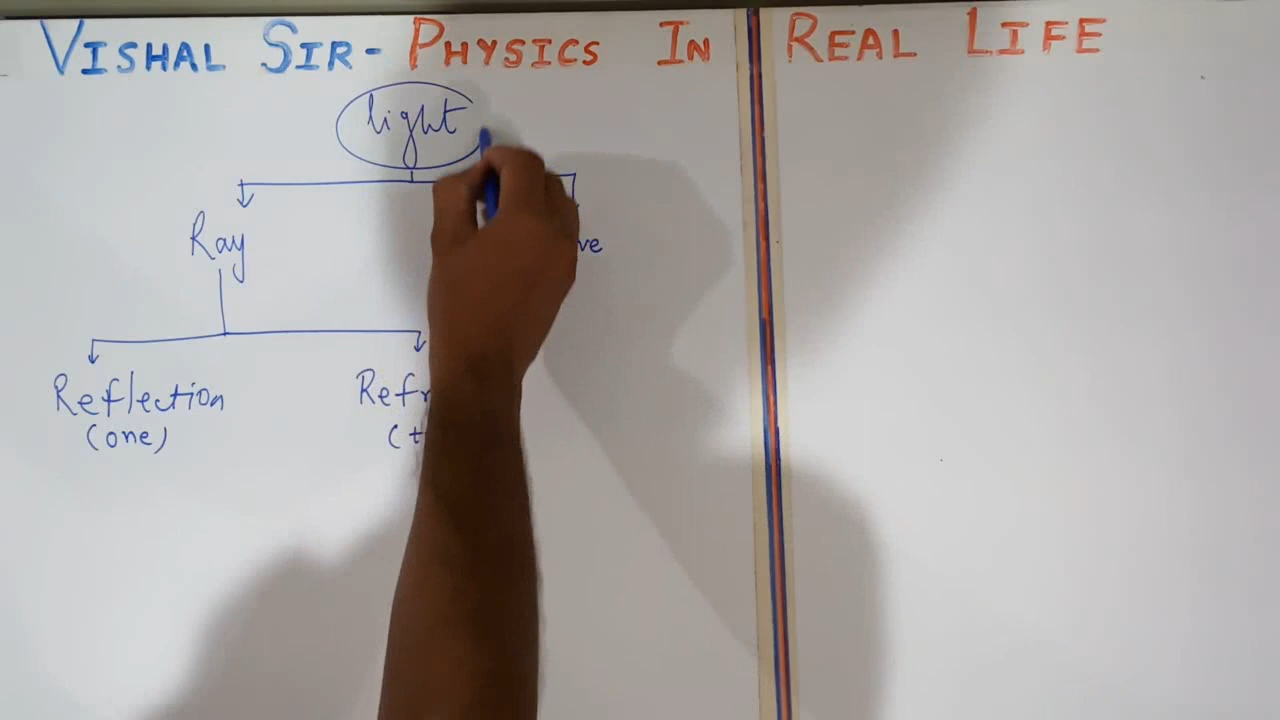 VISHAL SIR- PHYSICS IN REAL LIFE
light
Ray
Reflection
(one)